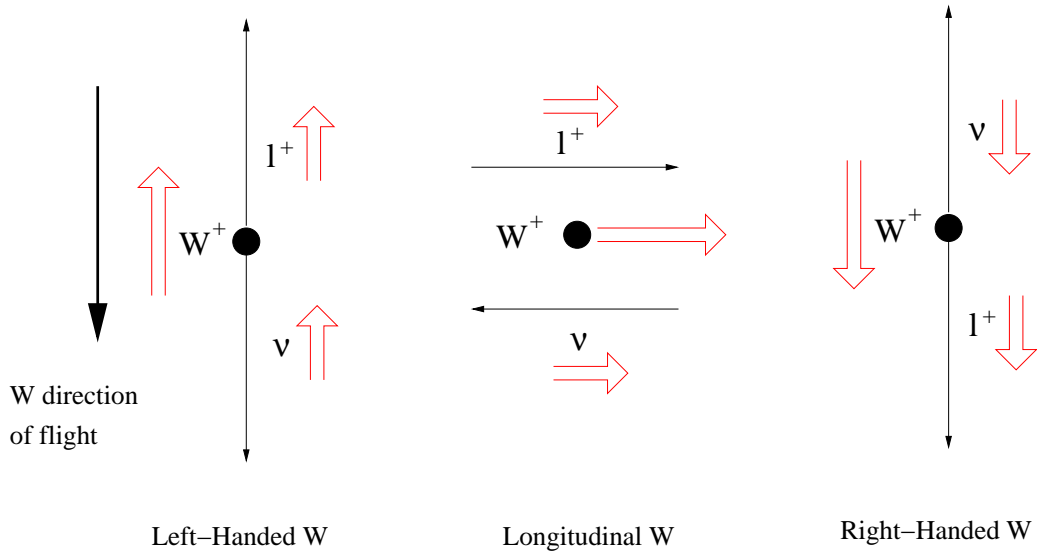 l⁺
W⁺
ν
W direction
of flight
Left–Handed W
l⁺
W⁺
ν
Longitudinal W
ν
W⁺
l⁺
Right–Handed W